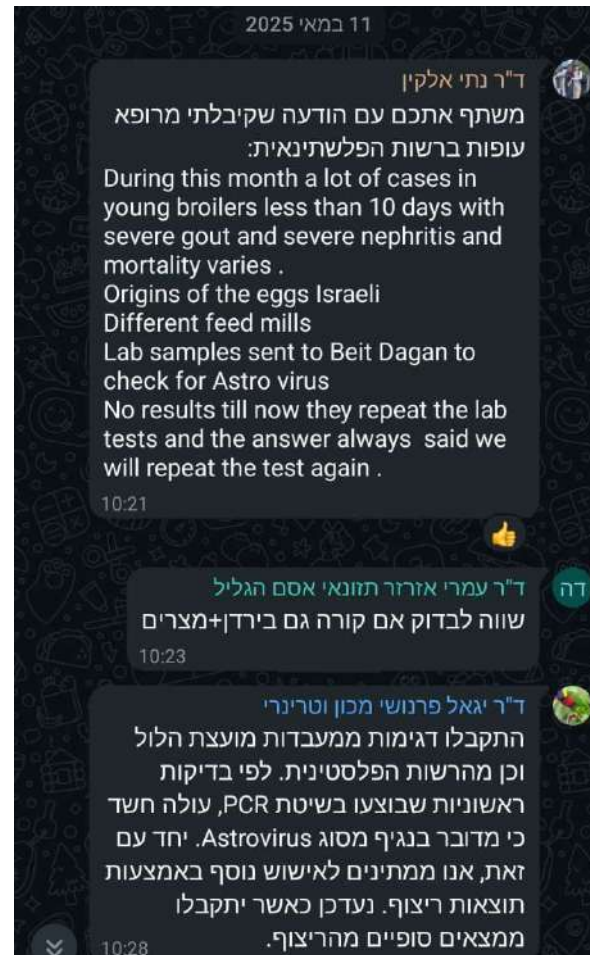 11 במאי 2025
ד"ר נתי אלקין
משתף אתכם עם הודעה שקיבלתי מרופא
עופות ברשות הפלשתינאית:
During this month a lot of cases in
young broilers less than 10 days with
severe gout and severe nephritis and
mortality varies .
Origins of the eggs Israeli
Different feed mills
Lab samples sent to Beit Dagan to
check for Astro virus
No results till now they repeat the lab
tests and the answer always  said we
will repeat the test again .
10:21
דה
ד"ר עמרי אזרזר תזונאי אסם הגליל
שווה לבדוק אם קורה גם בירדן+מצרים
10:23
ד"ר יגאל פרנושי מכון וטרינרי
התקבלו דגימות ממעבדות מועצת הלול
וכן מהרשות הפלסטינית. לפי בדיקות
ראשוניות שבוצעו בשיטת PCR, עולה חשד
כי מדובר בנגיף מסוג Astrovirus. יחד עם
זאת, אנו ממתינים לאישוש נוסף באמצעות
תוצאות ריצוף. נעדכן כאשר יתקבלו
ממצאים סופיים מהריצוף.
10:28